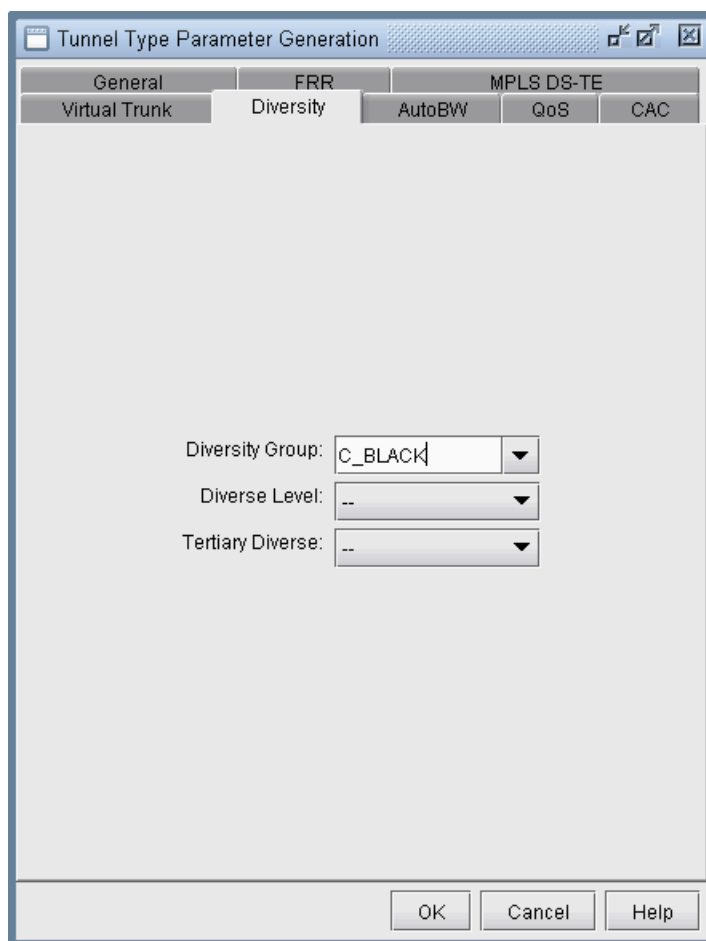 Tunnel Type Parameter Generation
General FRR MPLS DS-TE
Virtual Trunk Diversity AutoBW QoS CAC
Diversity Group: C_BLACK
Diverse Level: --
Tertiary Diverse: --
OK Cancel Help